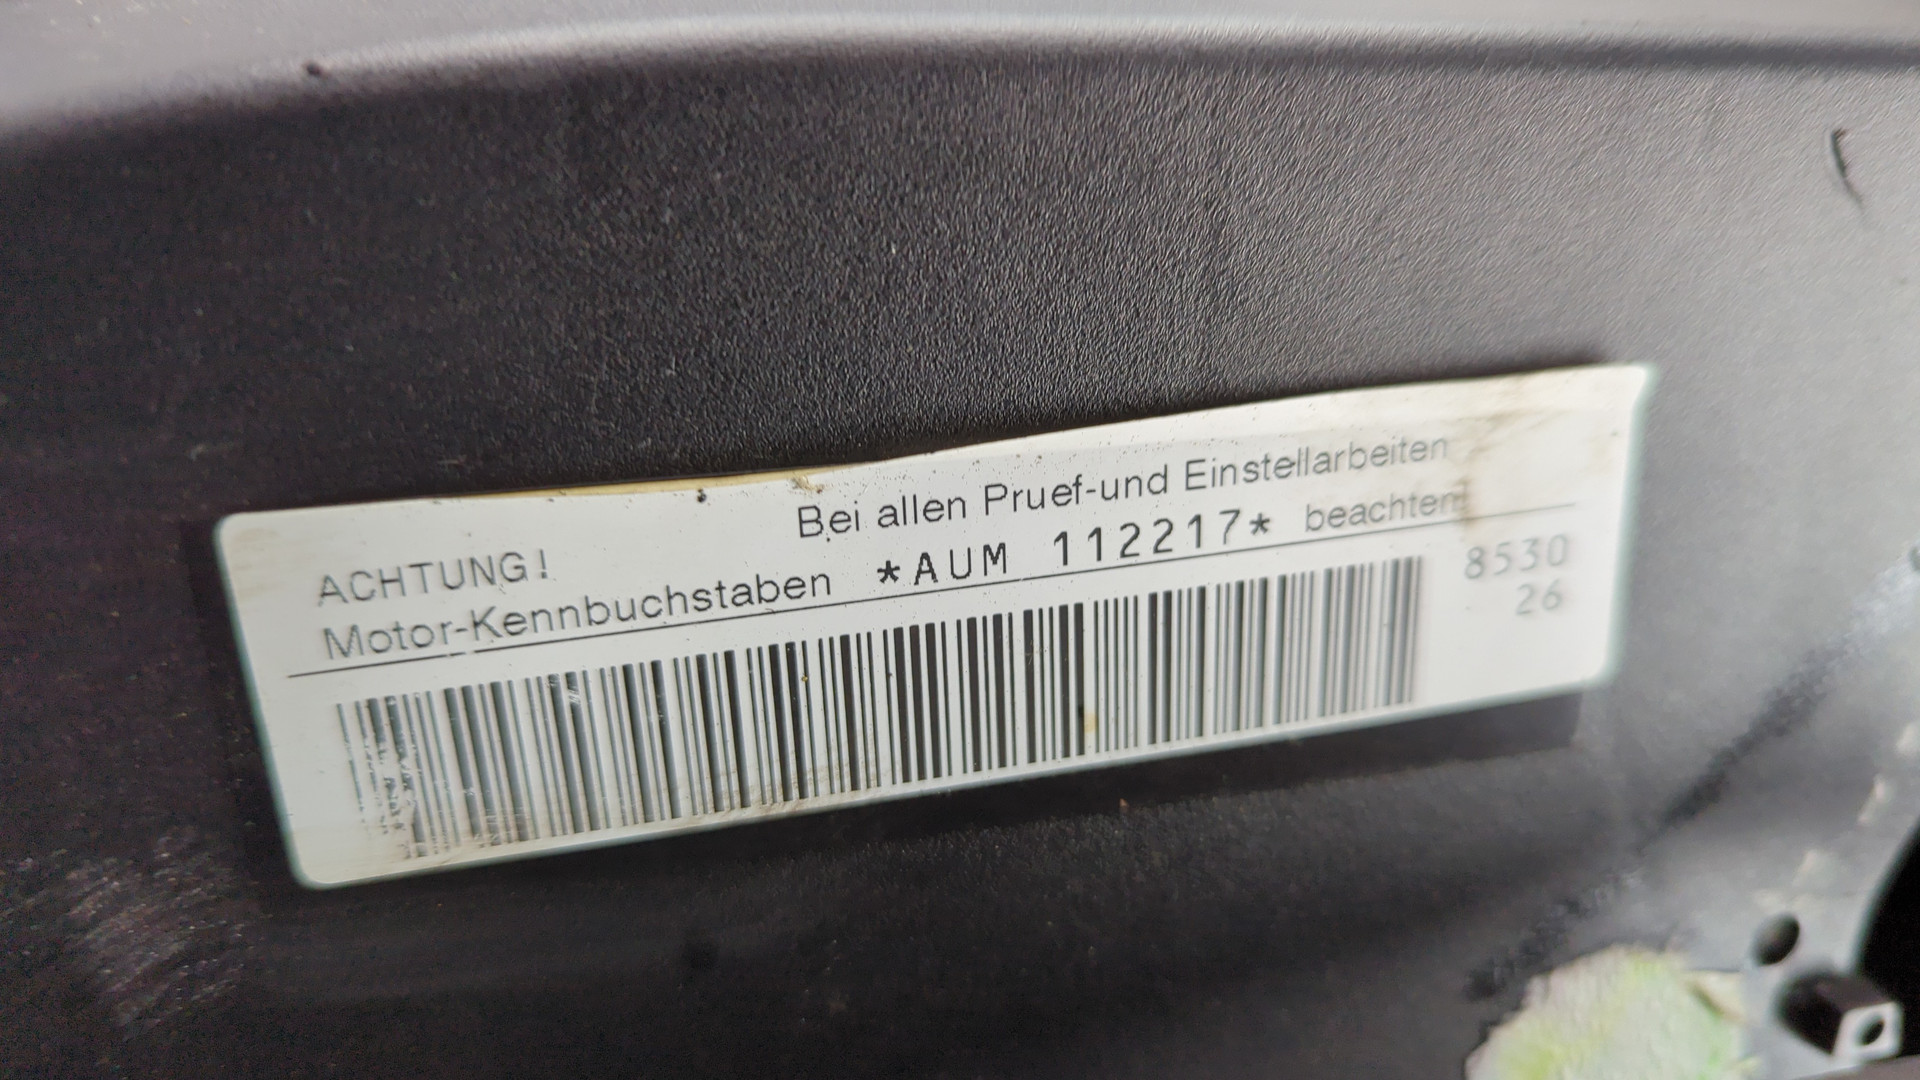 ACHTUNG! Bei allen Pruef-und Einstellarbeiten
Motor-Kennbuchstaben *AUM 112217* beachten
8530
26